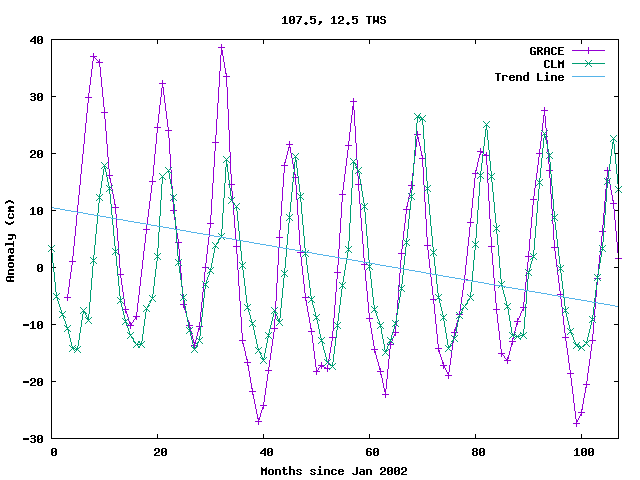 107.5, 12.5 TWS
GRACE
CLM
Trend Line
40
30
20
10
0
-10
-20
-30
Anomaly (cm)
0 20 40 60 80 100
Months since Jan 2002